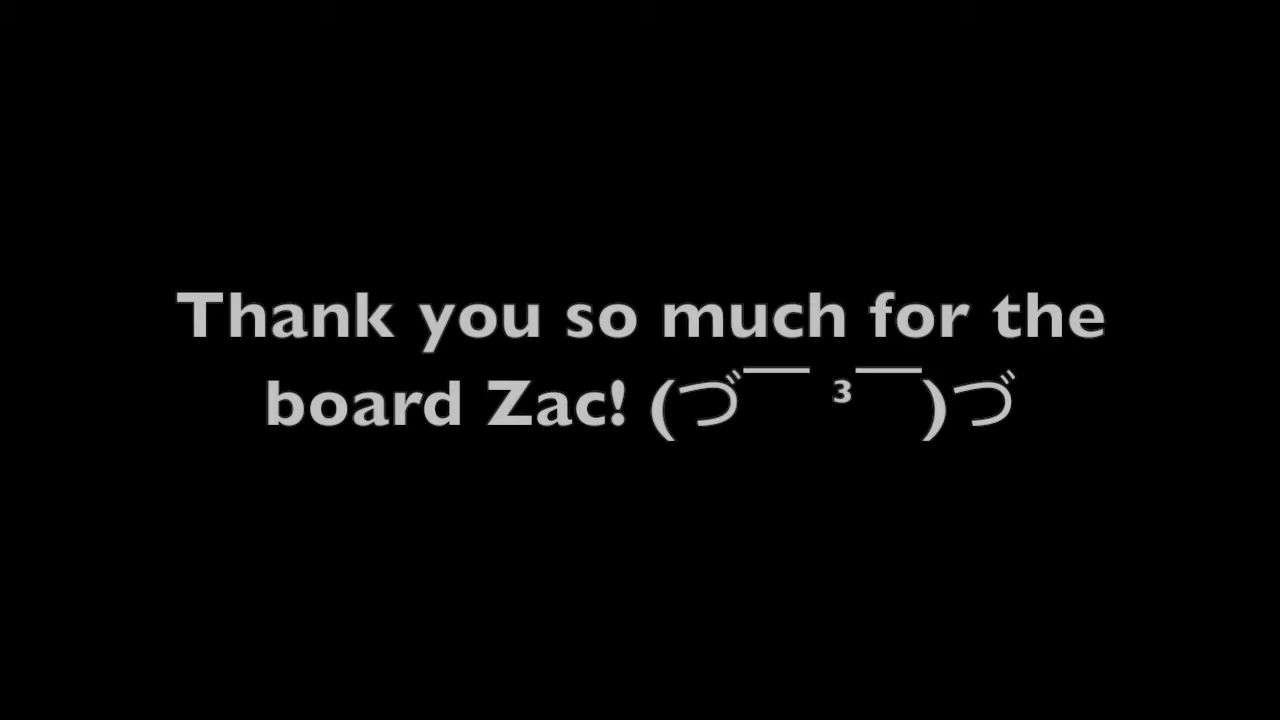 Thank you so much for the
board Zac! (づ￣ ³￣)づ